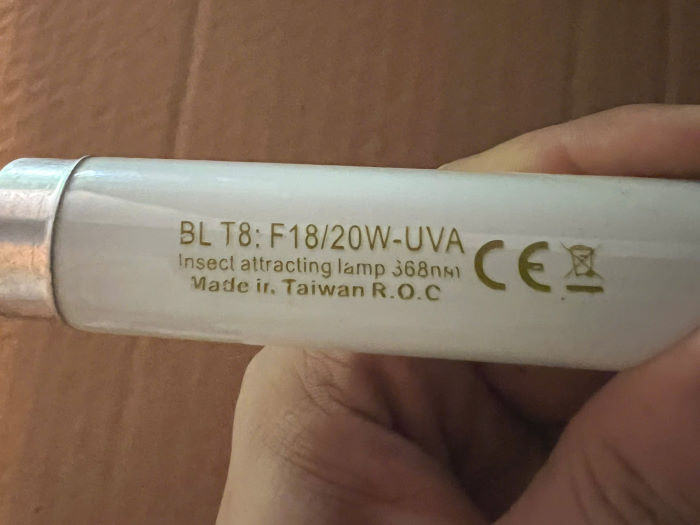 BL T8: F18/20W-UVA
Insect attracting lamp 368nm
Made in Taiwan R.O.C
CE